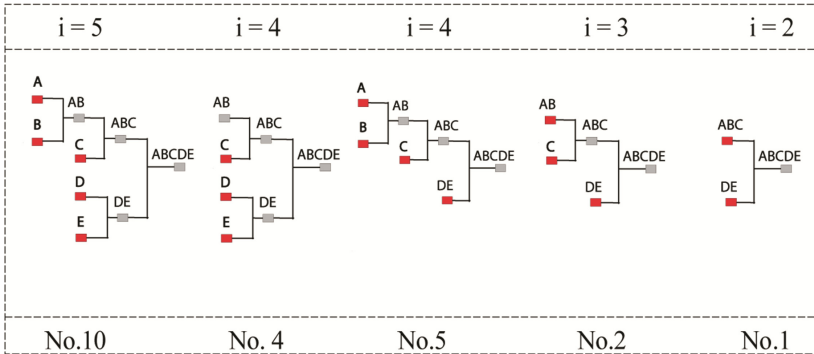 i = 5 i = 4 i = 4 i = 3 i = 2
A
B
AB
C
ABC
D
E
DE
ABCDE
AB
C
ABC
D
E
DE
ABCDE
A
B
AB
C
ABC
DE
ABCDE
AB
C
ABC
DE
ABCDE
ABC
DE
ABCDE
No.10 No. 4 No.5 No.2 No.1